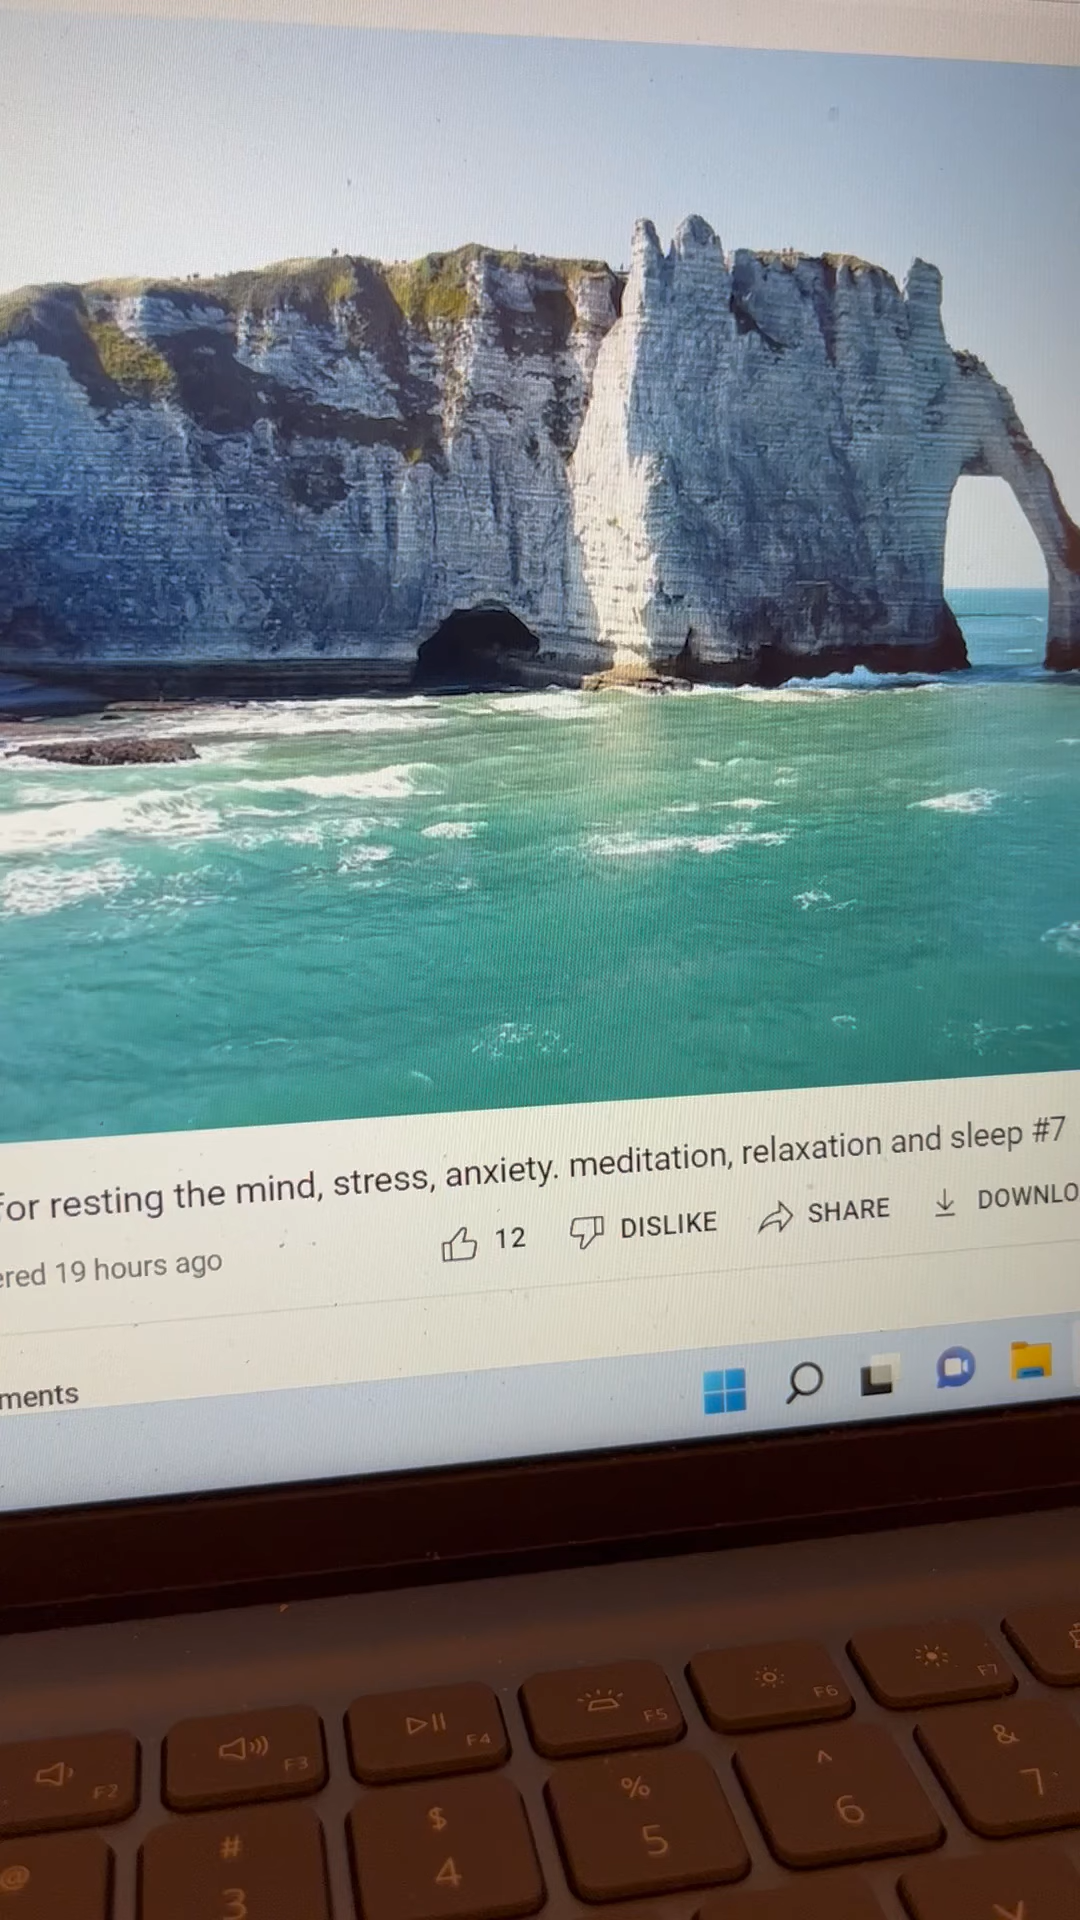 for resting the mind, stress, anxiety. meditation, relaxation and sleep #7
ered 19 hours ago
12 DISLIKE SHARE DOWNLO
ments
F2 F3 F4 F5 F6 F7
@ # $ % ^ &
3 4 5 6 7